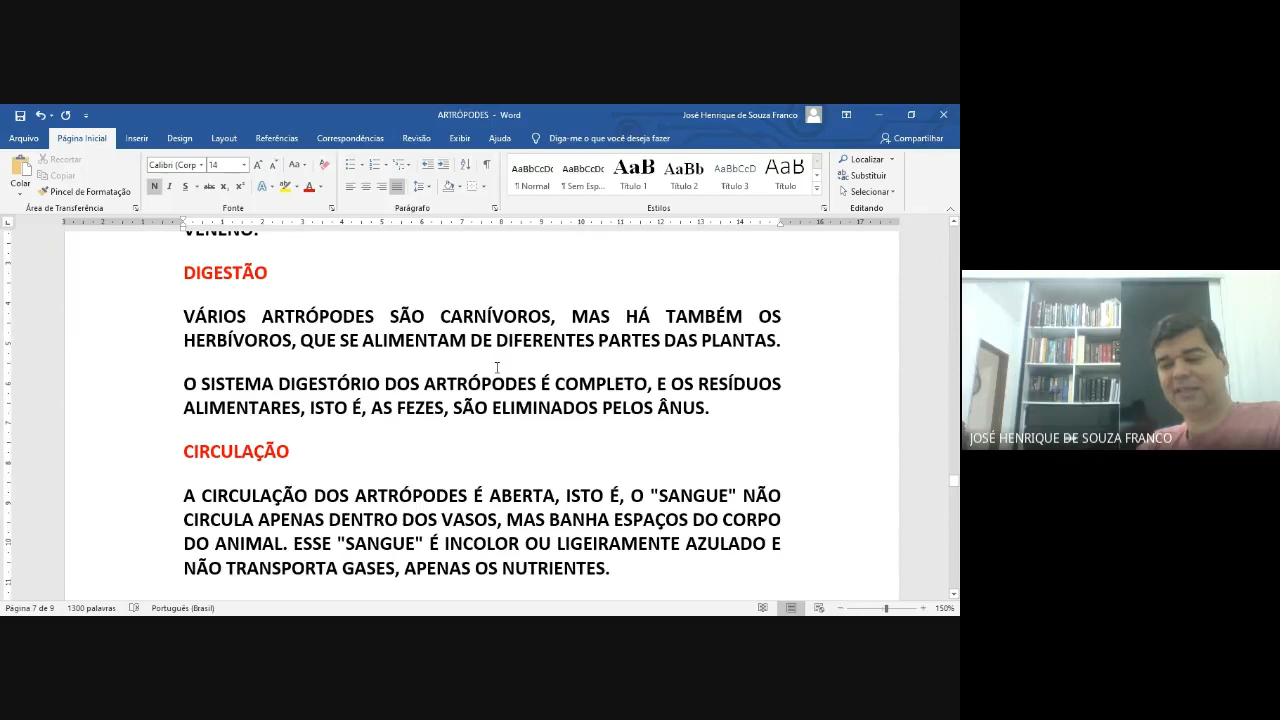 ARTRÓPODES - Word
José Henrique de Souza Franco
Arquivo Página Inicial Inserir Design Layout Referências Correspondências Revisão Exibir Ajuda Diga-me o que você deseja fazer Compartilhar
Colar
Recortar
Copiar
Pincel de Formatação
Área de Transferência
Calibri (Corp 14
Fonte
Parágrafo
AaBbCcDc AaBbCcDc AaB AaBb AaBbCcD AaB
¶ Normal ¶ Sem Esp... Título 1 Título 2 Título 3 Título
Estilos
Localizar
Substituir
Selecionar
Editando
VENENO.
DIGESTÃO
VÁRIOS ARTRÓPODES SÃO CARNÍVOROS, MAS HÁ TAMBÉM OS
HERBÍVOROS, QUE SE ALIMENTAM DE DIFERENTES PARTES DAS PLANTAS.
O SISTEMA DIGESTÓRIO DOS ARTRÓPODES É COMPLETO, E OS RESÍDUOS
ALIMENTARES, ISTO É, AS FEZES, SÃO ELIMINADOS PELOS ÂNUS.
CIRCULAÇÃO
A CIRCULAÇÃO DOS ARTRÓPODES É ABERTA, ISTO É, O "SANGUE" NÃO
CIRCULA APENAS DENTRO DOS VASOS, MAS BANHA ESPAÇOS DO CORPO
DO ANIMAL. ESSE "SANGUE" É INCOLOR OU LIGEIRAMENTE AZULADO E
NÃO TRANSPORTA GASES, APENAS OS NUTRIENTES.
Página 7 de 9 1300 palavras Português (Brasil) 150%
JOSÉ HENRIQUE DE SOUZA FRANCO